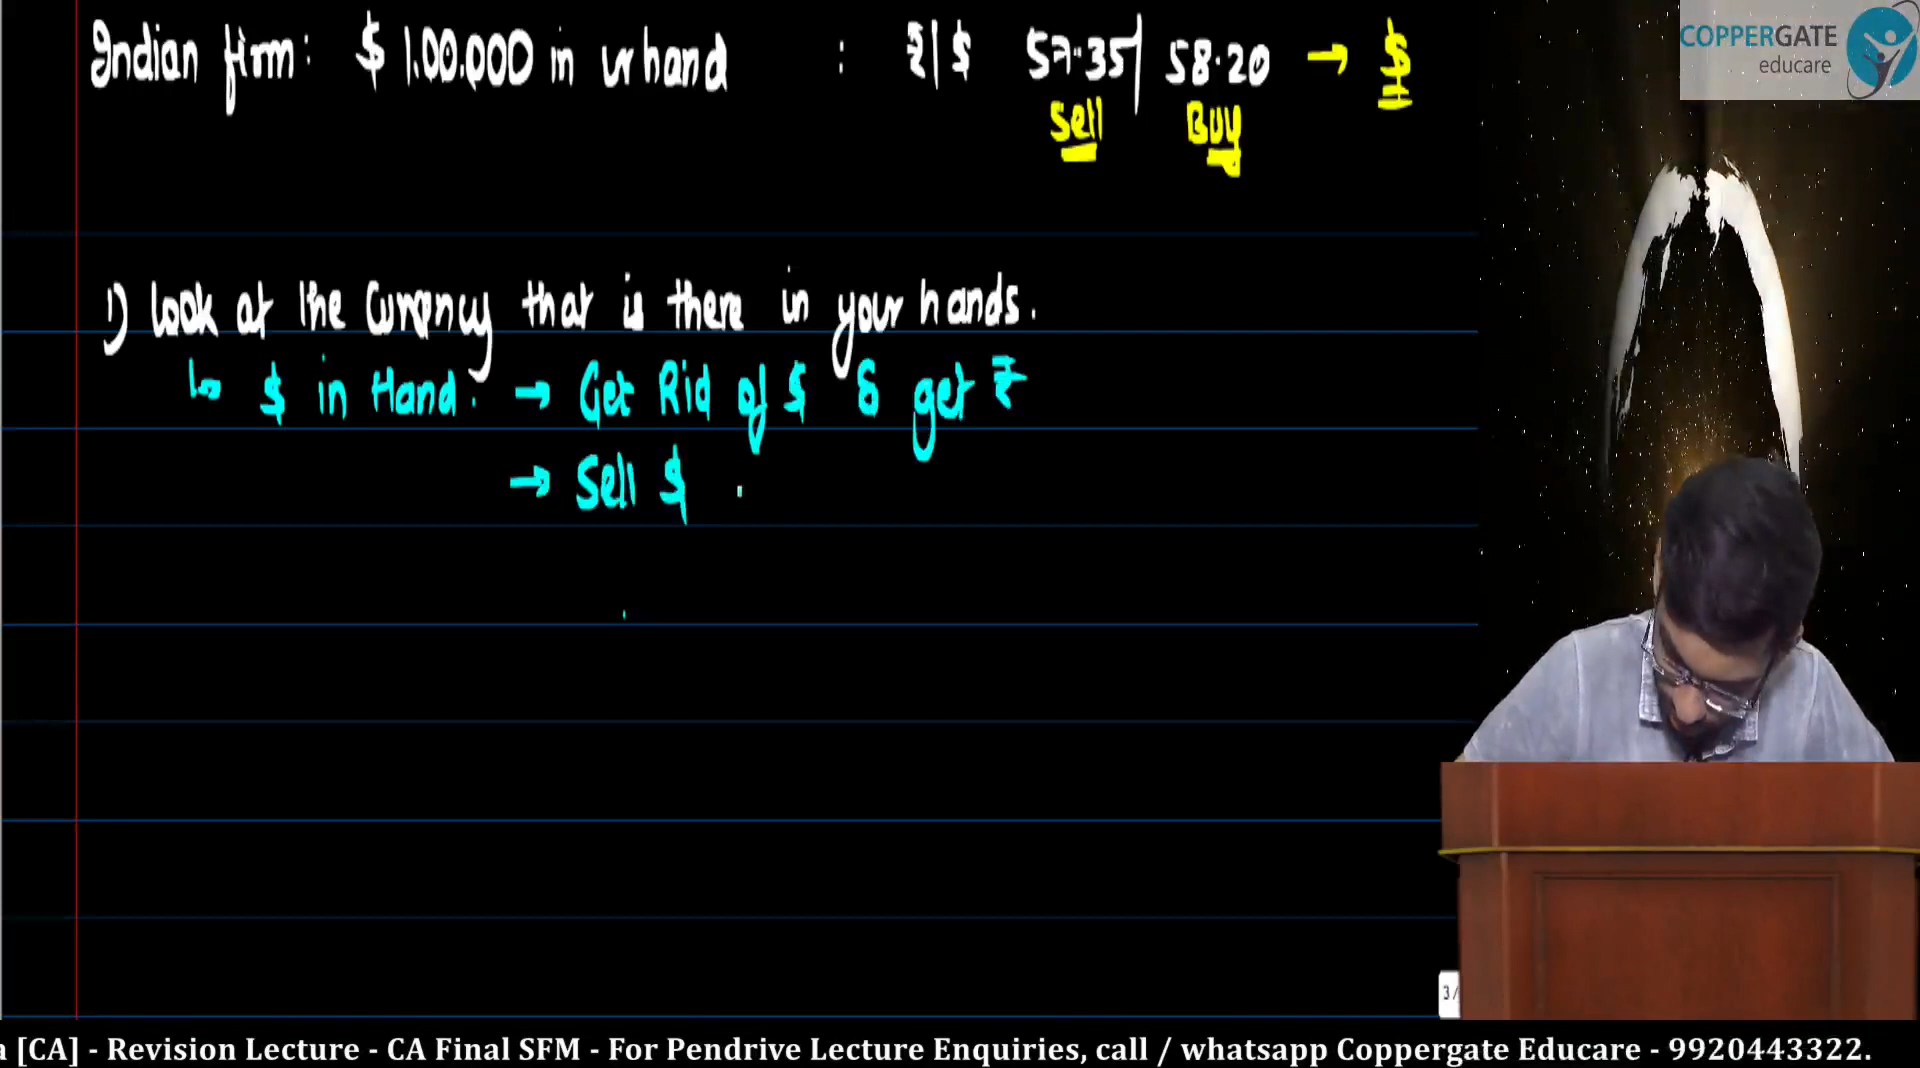 Indian firm: $ 1,00,000 in ur hand : ₹|$ 57.35| 58.20 → $
Sell Buy
COPPERGATE
educare
1) Look at the Currency that is there in your hands.
↳ $ in Hand. → Get Rid of $ & get ₹
→ Sell $
3/
a [CA] - Revision Lecture - CA Final SFM - For Pendrive Lecture Enquiries, call / whatsapp Coppergate Educare - 9920443322.